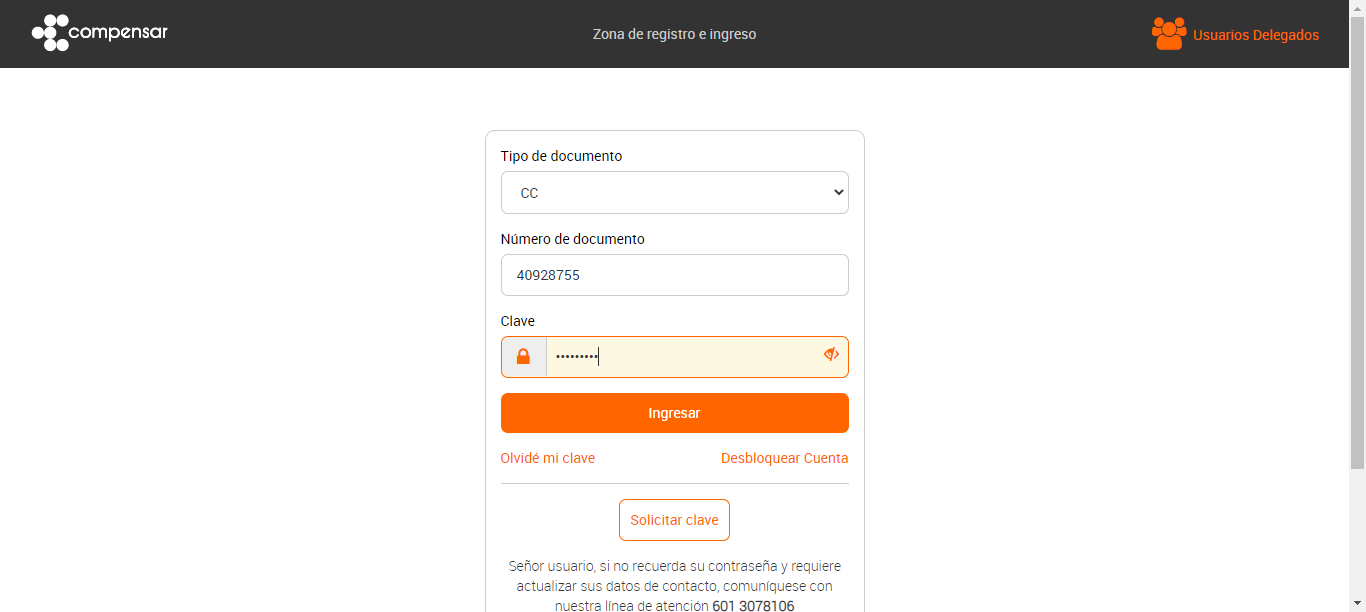 compensar
Zona de registro e ingreso
Usuarios Delegados
Tipo de documento
CC
Número de documento
40928755
Clave
•••••••••
Ingresar
Olvidé mi clave
Desbloquear Cuenta
Solicitar clave
Señor usuario, si no recuerda su contraseña y requiere
actualizar sus datos de contacto, comuníquese con
nuestra línea de atención 601 3078106